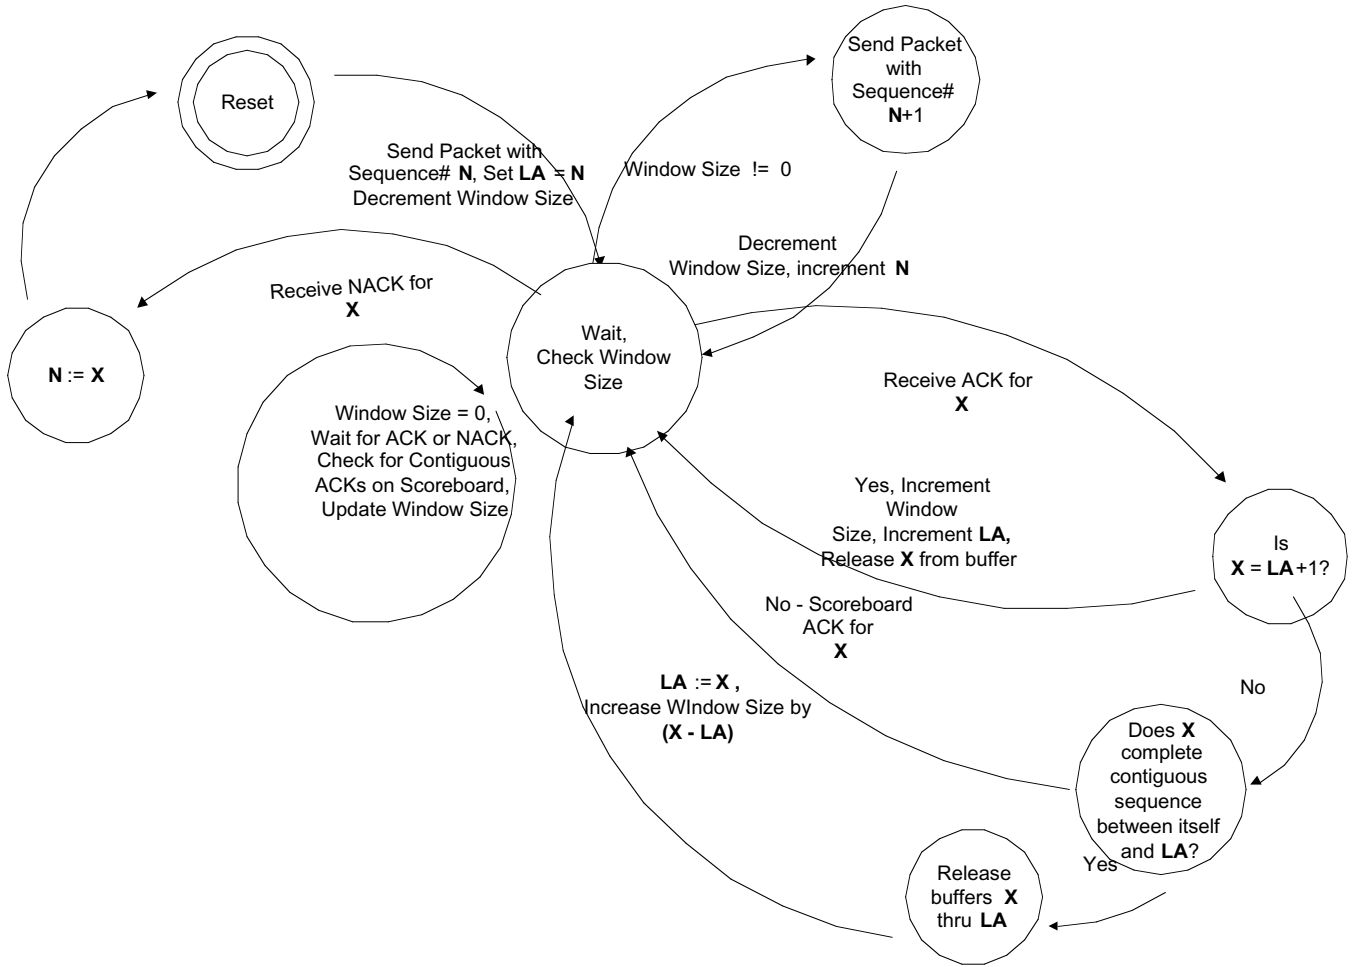 Send Packet
with
Sequence#
N+1
Reset
Send Packet with
Sequence# N, Set LA = N
Decrement Window Size
Window Size != 0
Decrement
Window Size, increment N
Receive NACK for
X
Wait,
Check Window
Size
N := X
Receive ACK for
X
Window Size = 0,
Wait for ACK or NACK,
Check for Contiguous
ACKs on Scoreboard,
Update Window Size
Yes, Increment
Window
Size, Increment LA,
Release X from buffer
Is
X = LA+1?
No - Scoreboard
ACK for
X
LA := X ,
Increase WIndow Size by
(X - LA)
No
Does X
complete
contiguous
sequence
between itself
and LA?
Yes
Release
buffers X
thru LA